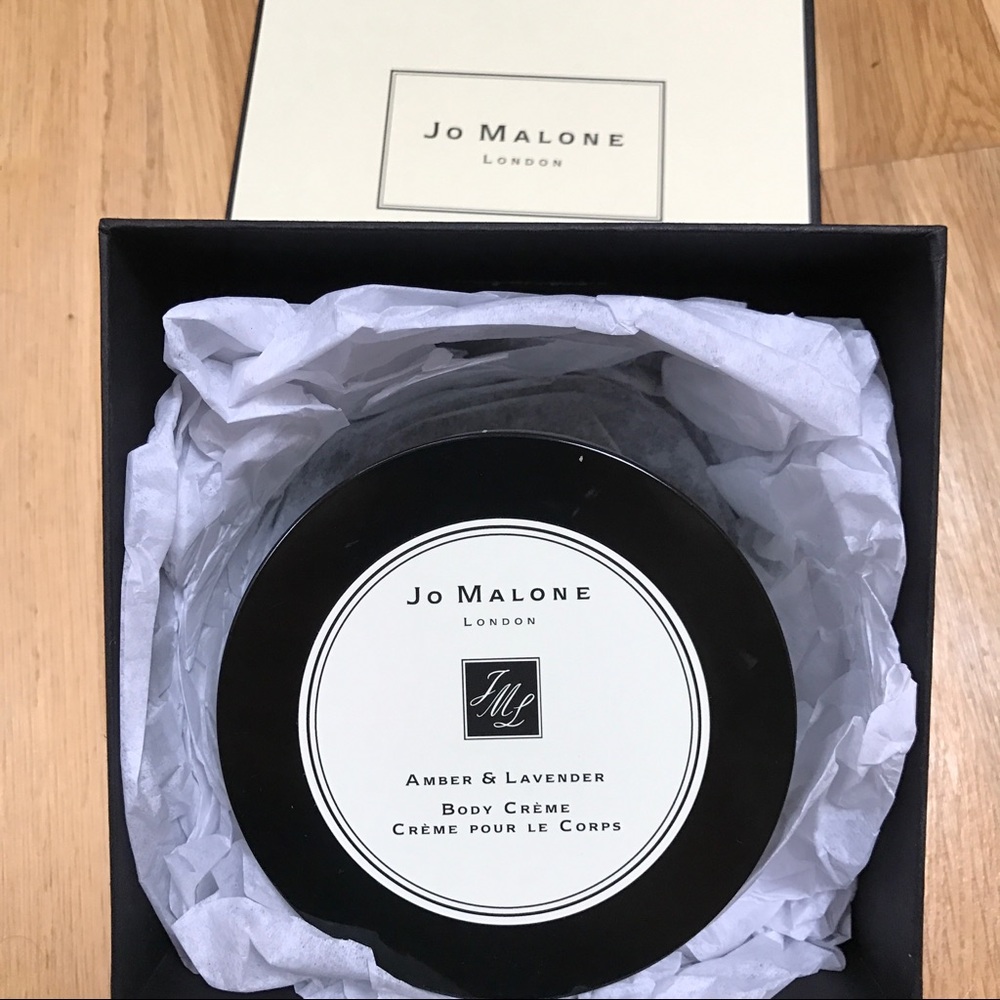 Jo Malone
London
Jo Malone
London
JML
Amber & Lavender
Body Crème
Crème pour le Corps